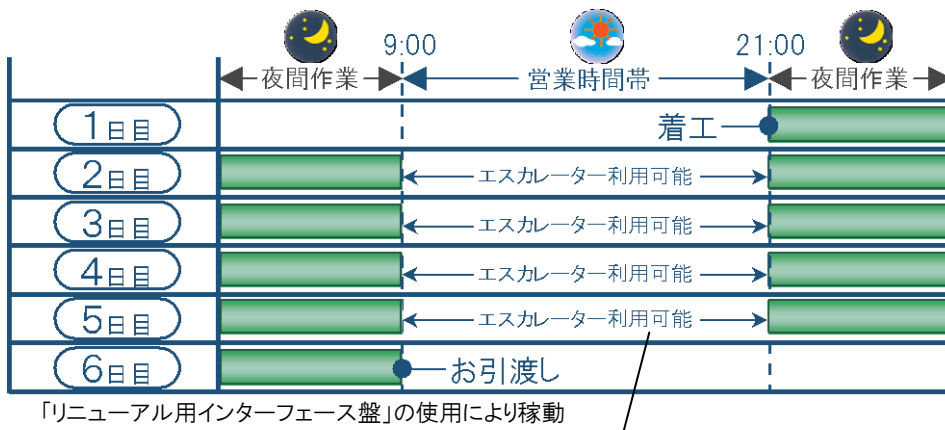 9:00 21:00
夜間作業 営業時間帯 夜間作業
1日目 着工
2日目 エスカレーター利用可能
3日目 エスカレーター利用可能
4日目 エスカレーター利用可能
5日目 エスカレーター利用可能
6日目 お引渡し
「リニューアル用インターフェース盤」の使用により稼動